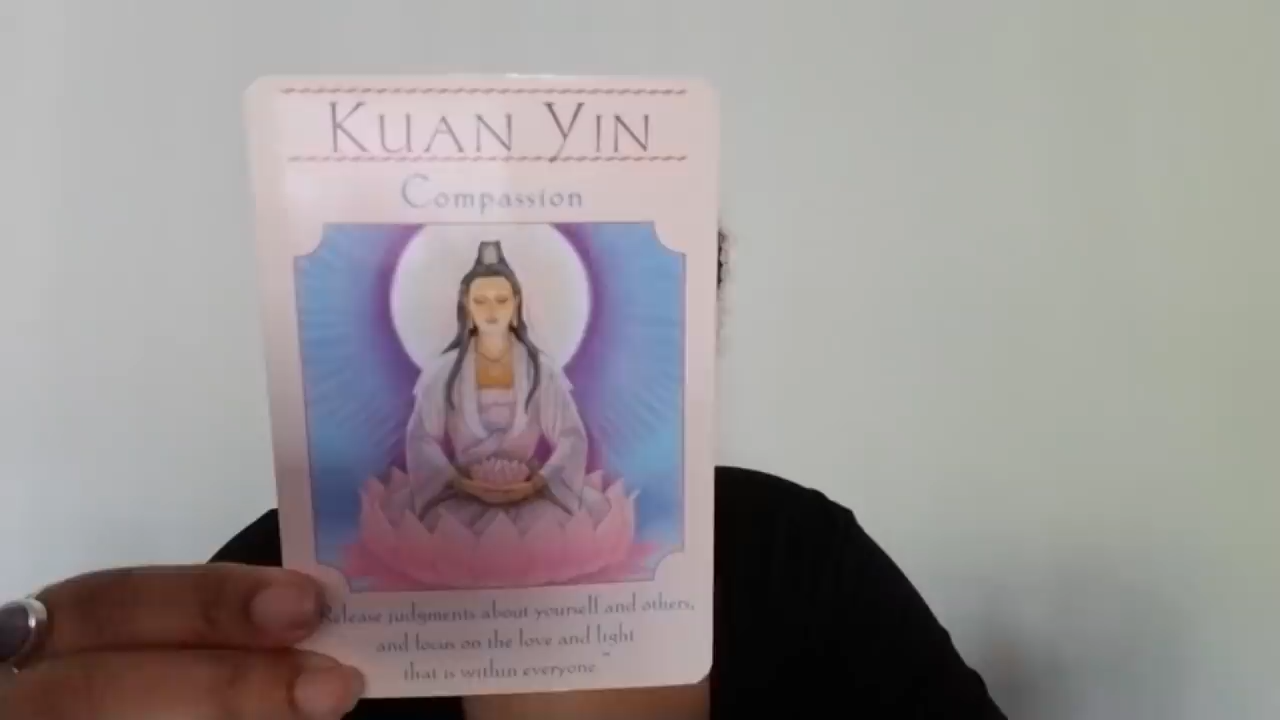 KUAN YIN
Compassion
Release judgments about yourself and others,
and focus on the love and light
that is within everyone